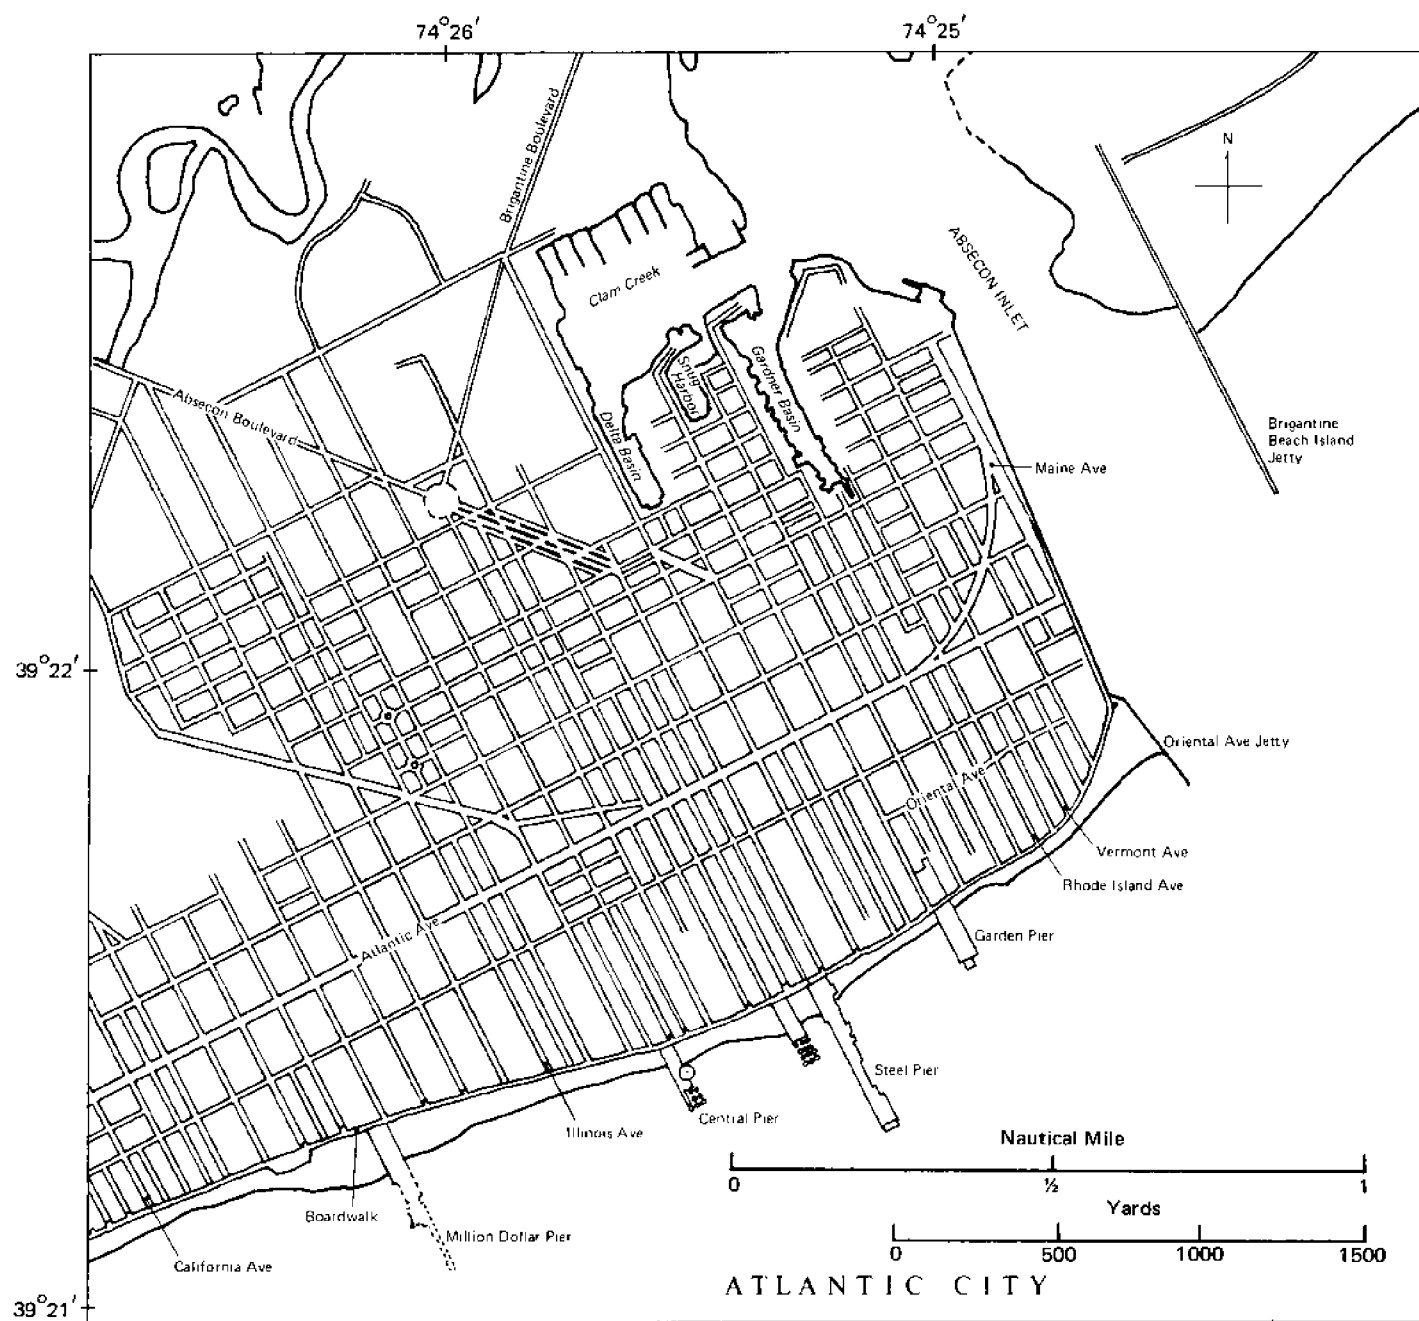 74°26′
74°25′
Brigantine Boulevard
N
ABSECON INLET
Clam Creek
Snug
Harbor
Gardner Basin
Absecon Boulevard
Delta Basin
Brigantine
Beach Island
Jetty
Maine Ave
39°22′
Oriental Ave Jetty
Oriental Ave
Vermont Ave
Rhode Island Ave
Atlantic Ave
Garden Pier
Steel Pier
Central Pier
Illinois Ave
Nautical Mile
0 ½ 1
Boardwalk
Yards
Million Dollar Pier
0 500 1000 1500
California Ave
ATLANTIC CITY
39°21′